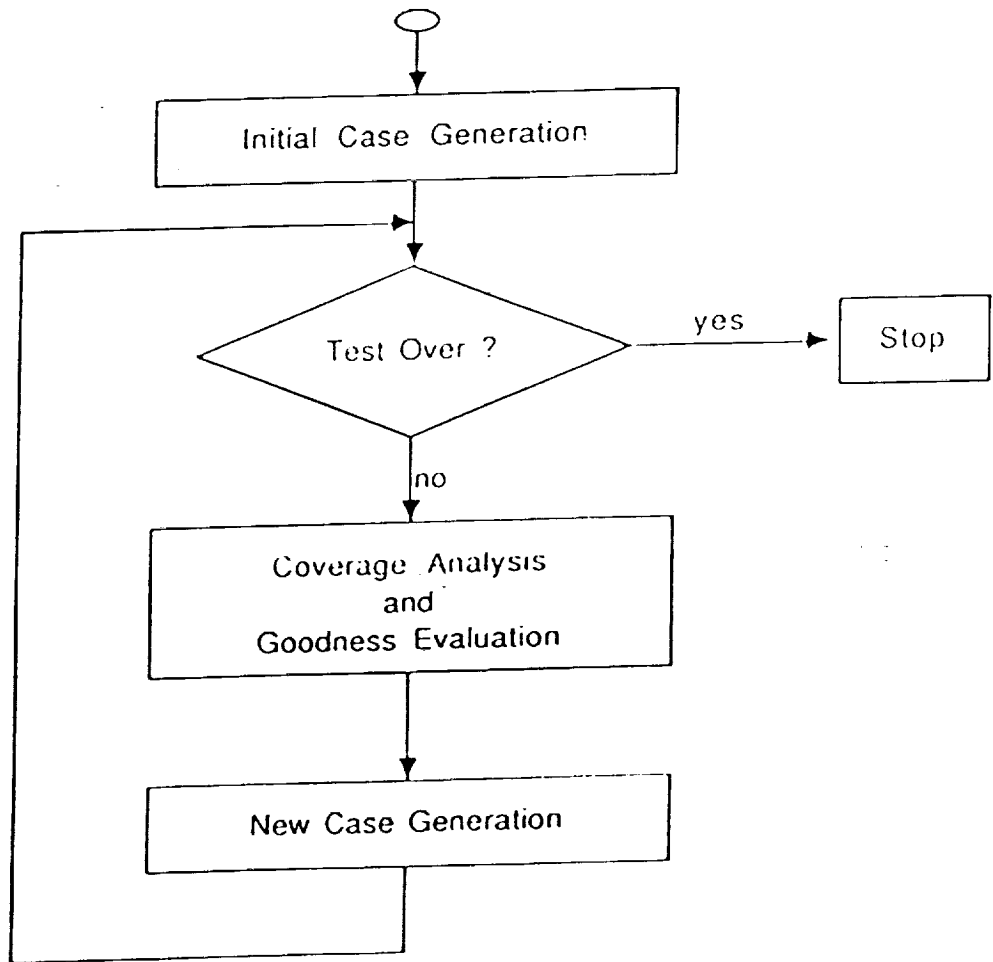 Initial Case Generation
Test Over ?
yes
Stop
no
Coverage Analysis
and
Goodness Evaluation
New Case Generation